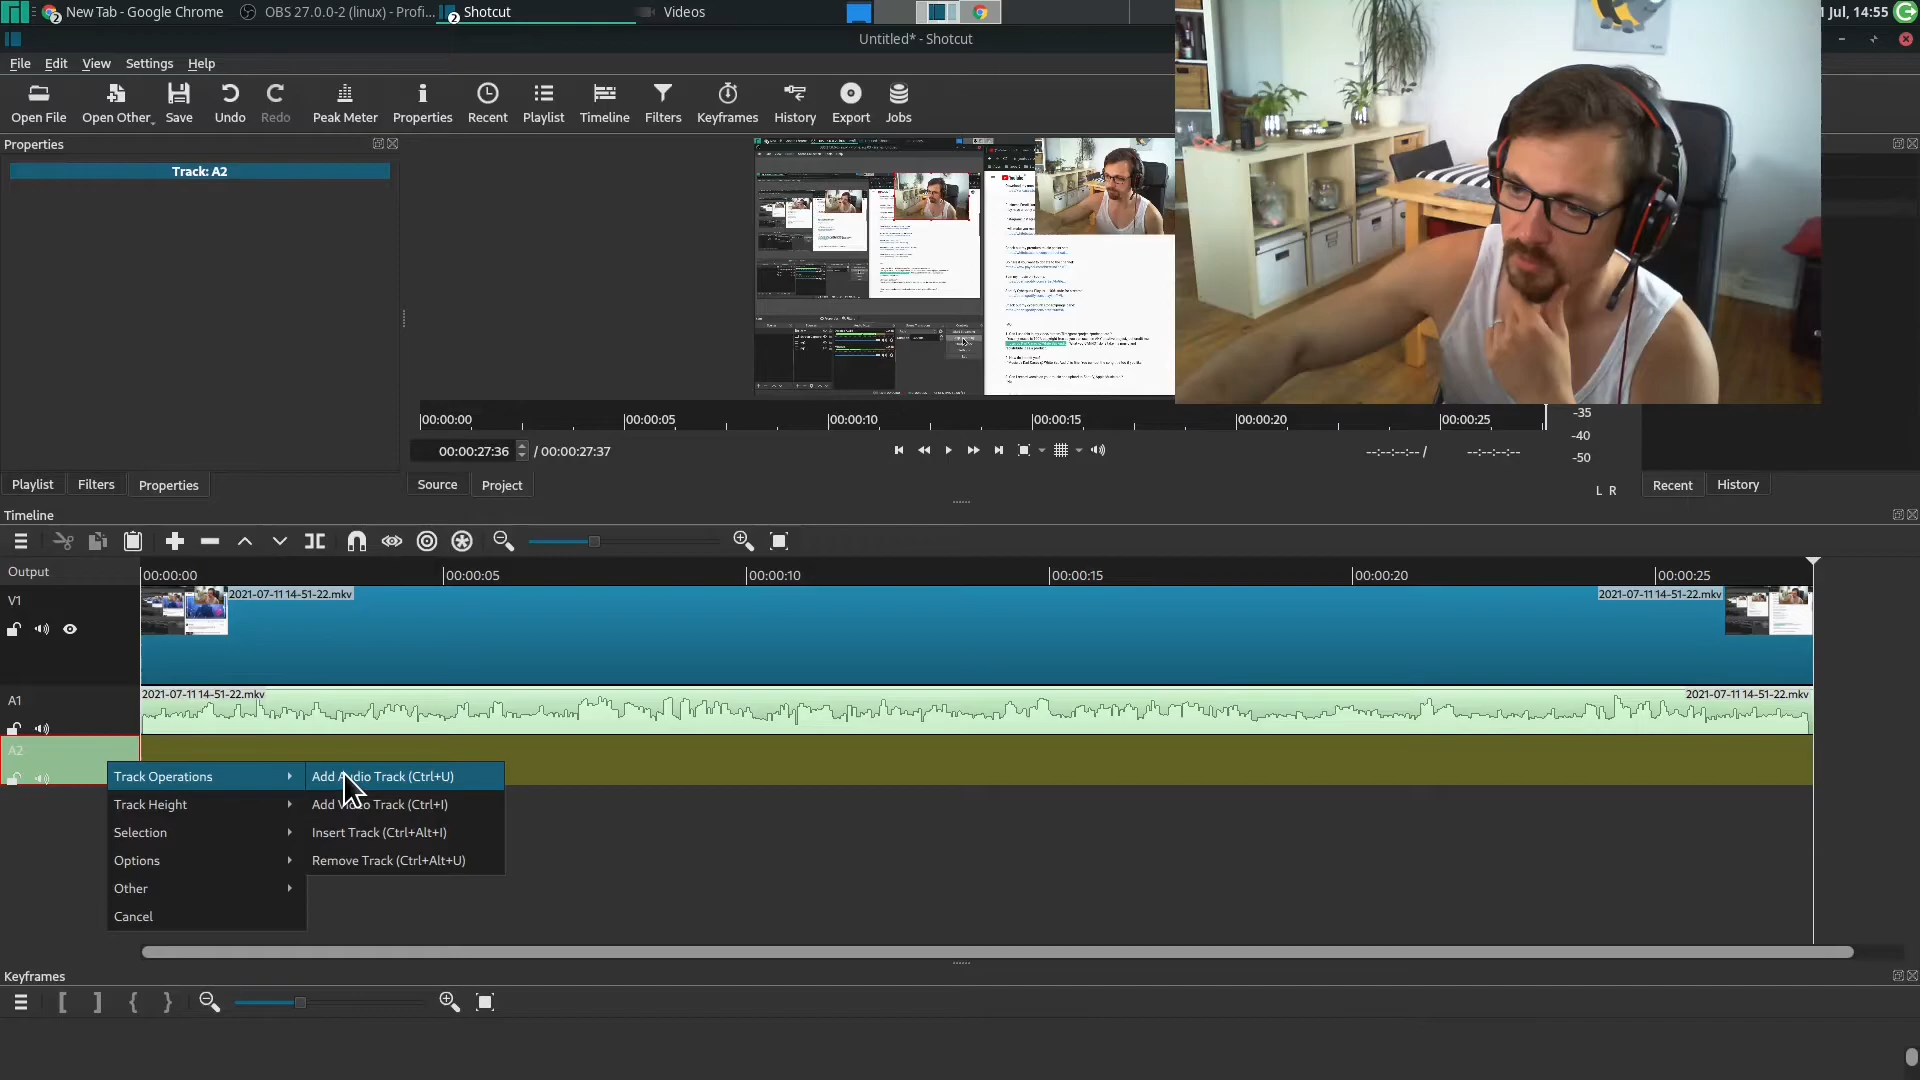 New Tab - Google Chrome
OBS 27.0.0-2 (linux) - Profi...
Shotcut
Videos
Jul, 14:55
Untitled* - Shotcut
File Edit View Settings Help
Open File Open Other Save Undo Redo Peak Meter Properties Recent Playlist Timeline Filters Keyframes History Export Jobs
Properties
Track: A2
00:00:00 00:00:05 00:00:10 00:00:15 00:00:20 00:00:25
-35
-40
-50
00:00:27:36 / 00:00:27:37
--:--:--:-- / --:--:--:--
Playlist Filters Properties
Source Project
L R
Recent History
Timeline
Output
00:00:00 00:00:05 00:00:10 00:00:15 00:00:20 00:00:25
V1
2021-07-11 14-51-22.mkv
2021-07-11 14-51-22.mkv
A1
2021-07-11 14-51-22.mkv
2021-07-11 14-51-22.mkv
A2
Track Operations
Track Height
Selection
Options
Other
Cancel
Add Audio Track (Ctrl+U)
Add Video Track (Ctrl+I)
Insert Track (Ctrl+Alt+I)
Remove Track (Ctrl+Alt+U)
Keyframes